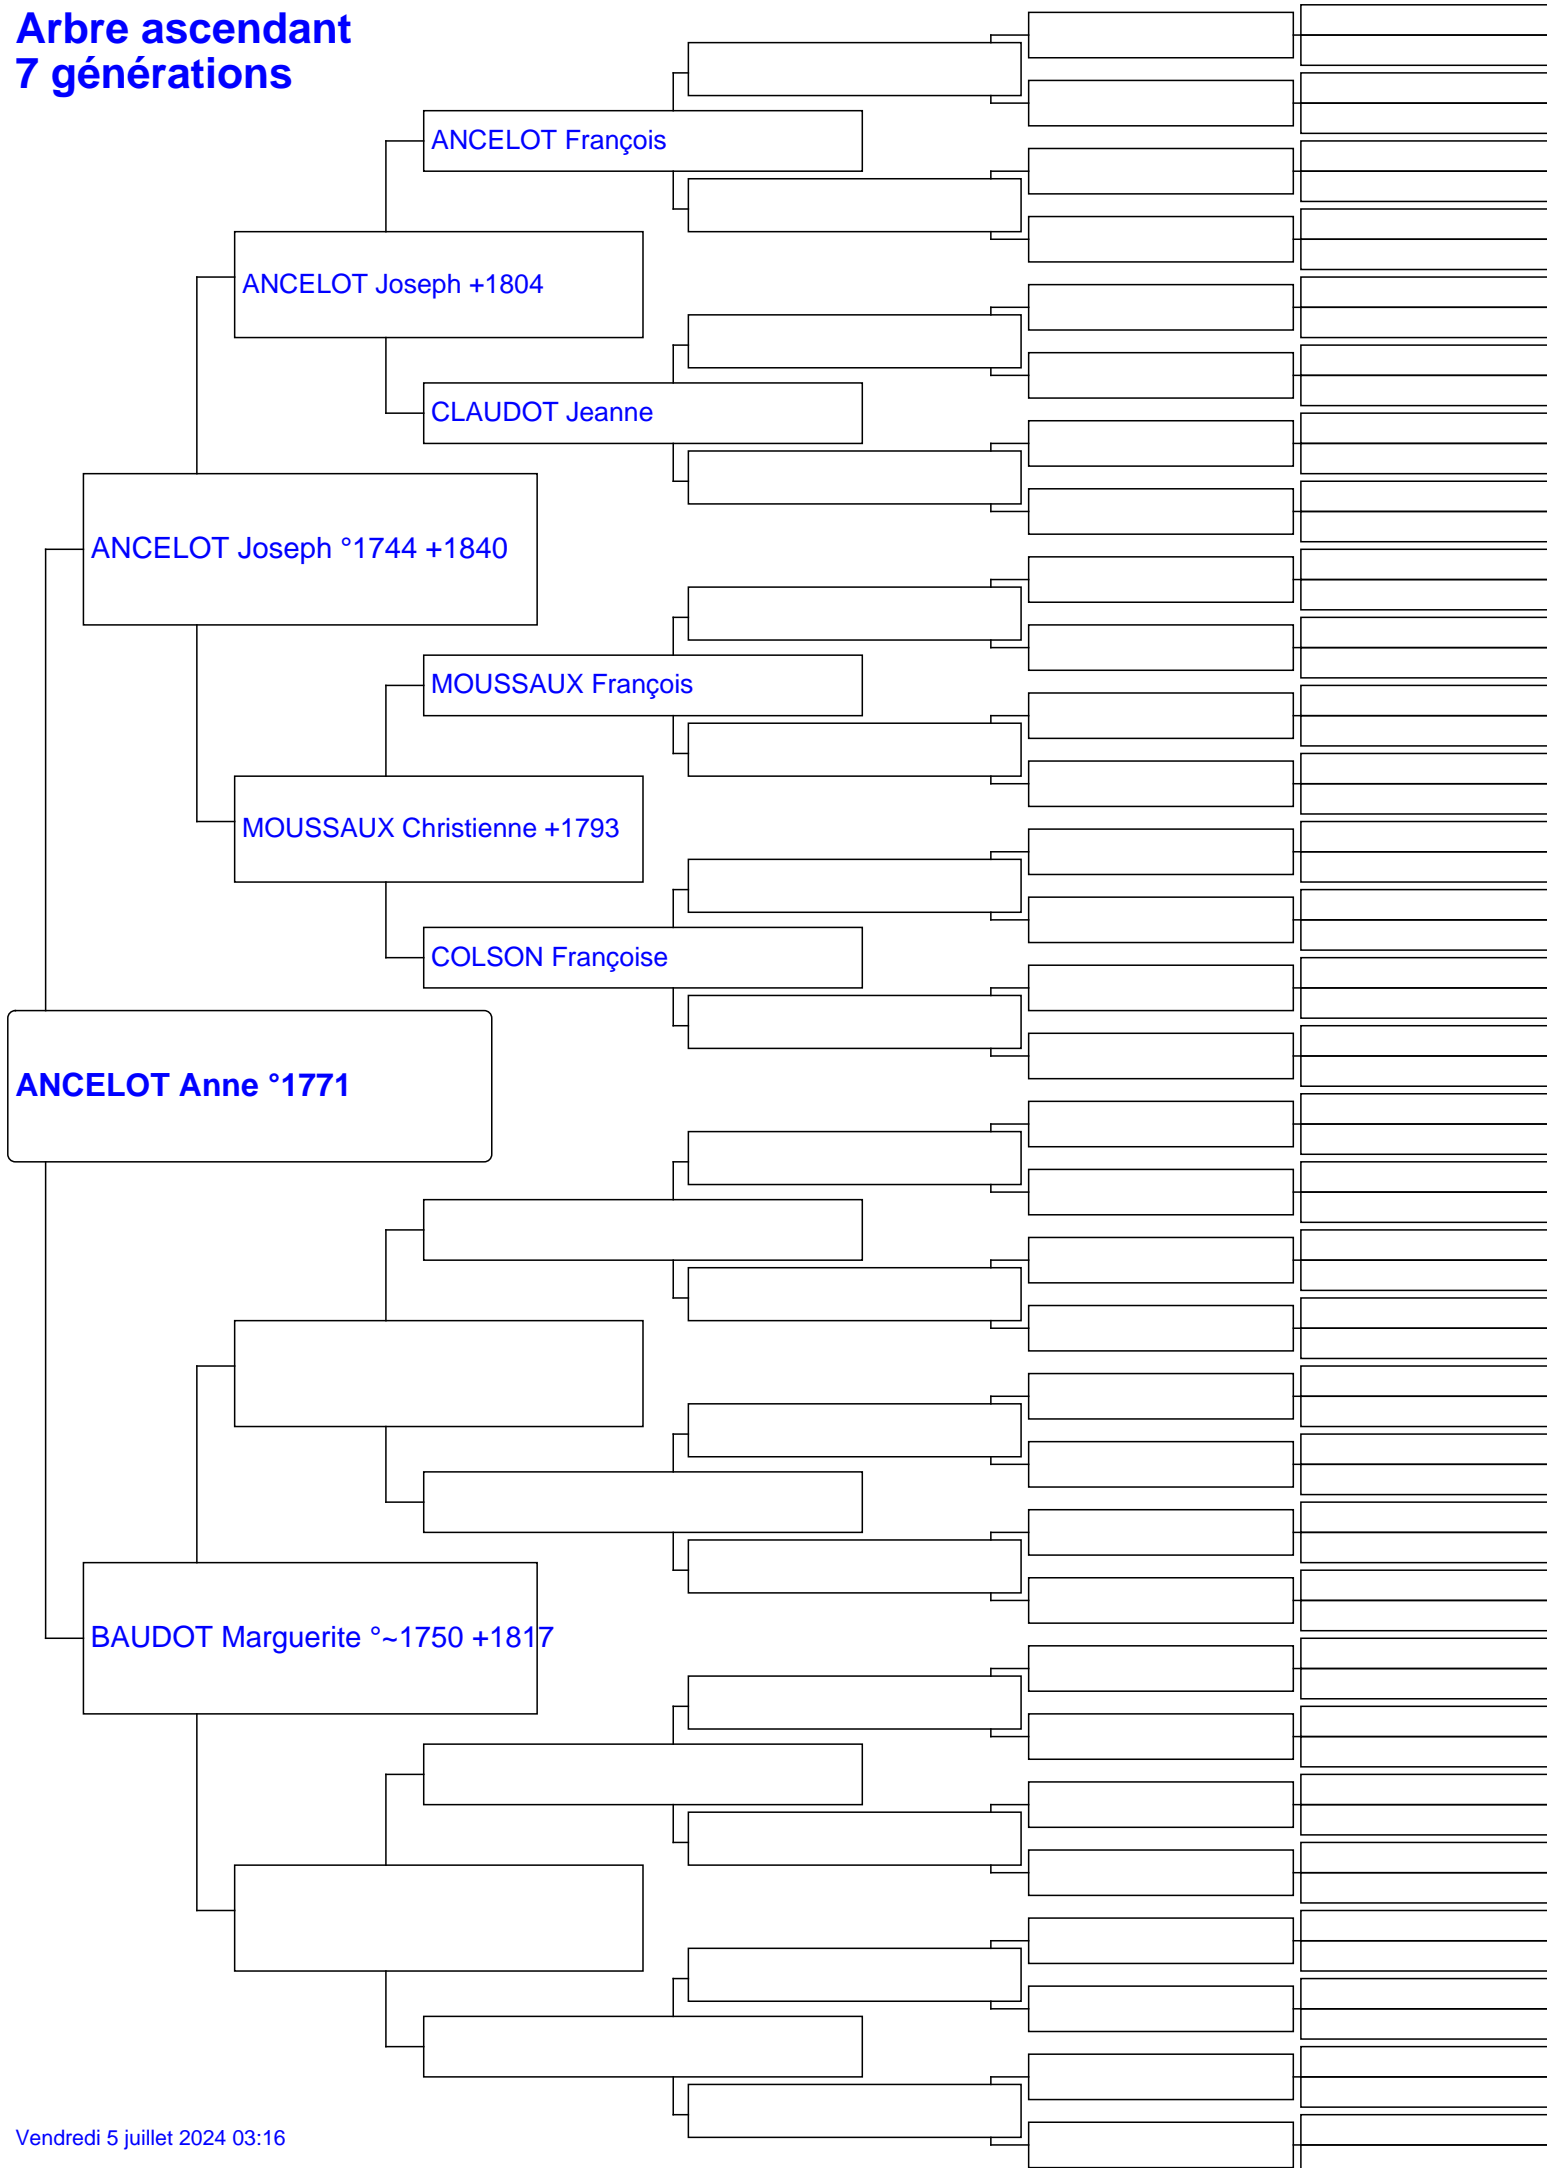 Arbre ascendant
7 générations
ANCELOT François
ANCELOT Joseph +1804
CLAUDOT Jeanne
ANCELOT Joseph °1744 +1840
MOUSSAUX François
MOUSSAUX Christienne +1793
COLSON Françoise
ANCELOT Anne °1771
BAUDOT Marguerite °~1750 +1817
Vendredi 5 juillet 2024 03:16